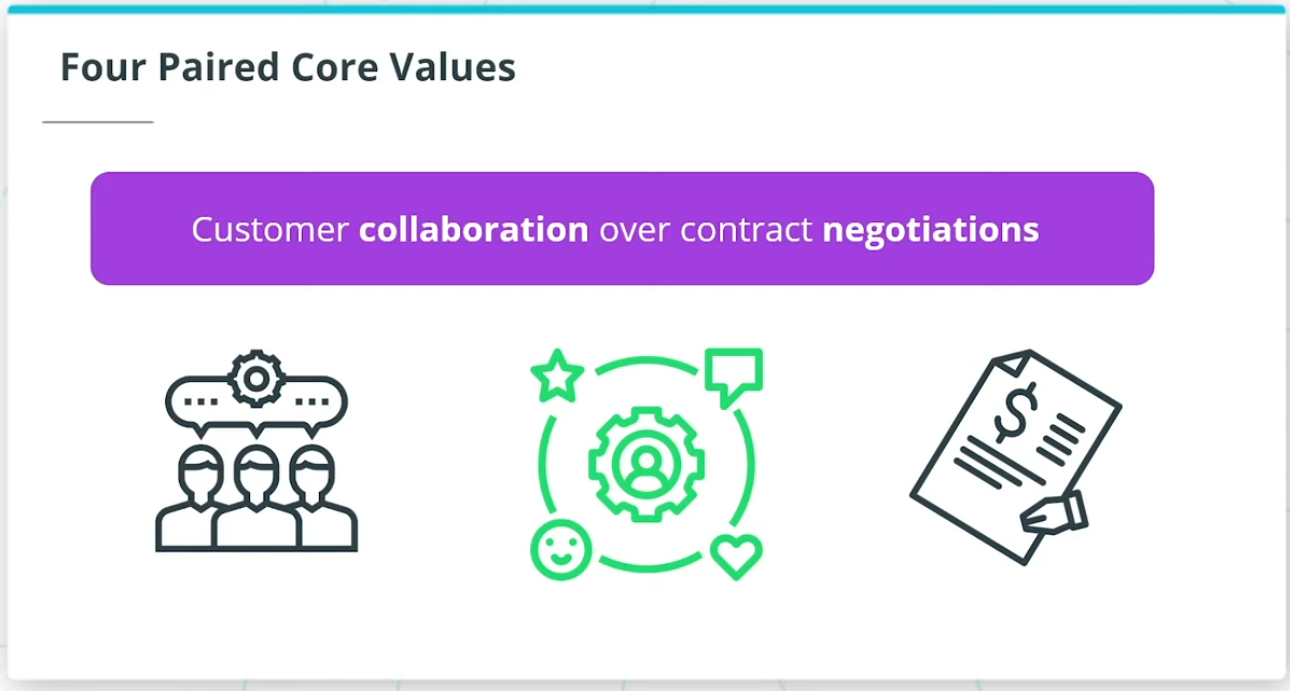 Four Paired Core Values
Customer collaboration over contract negotiations
$